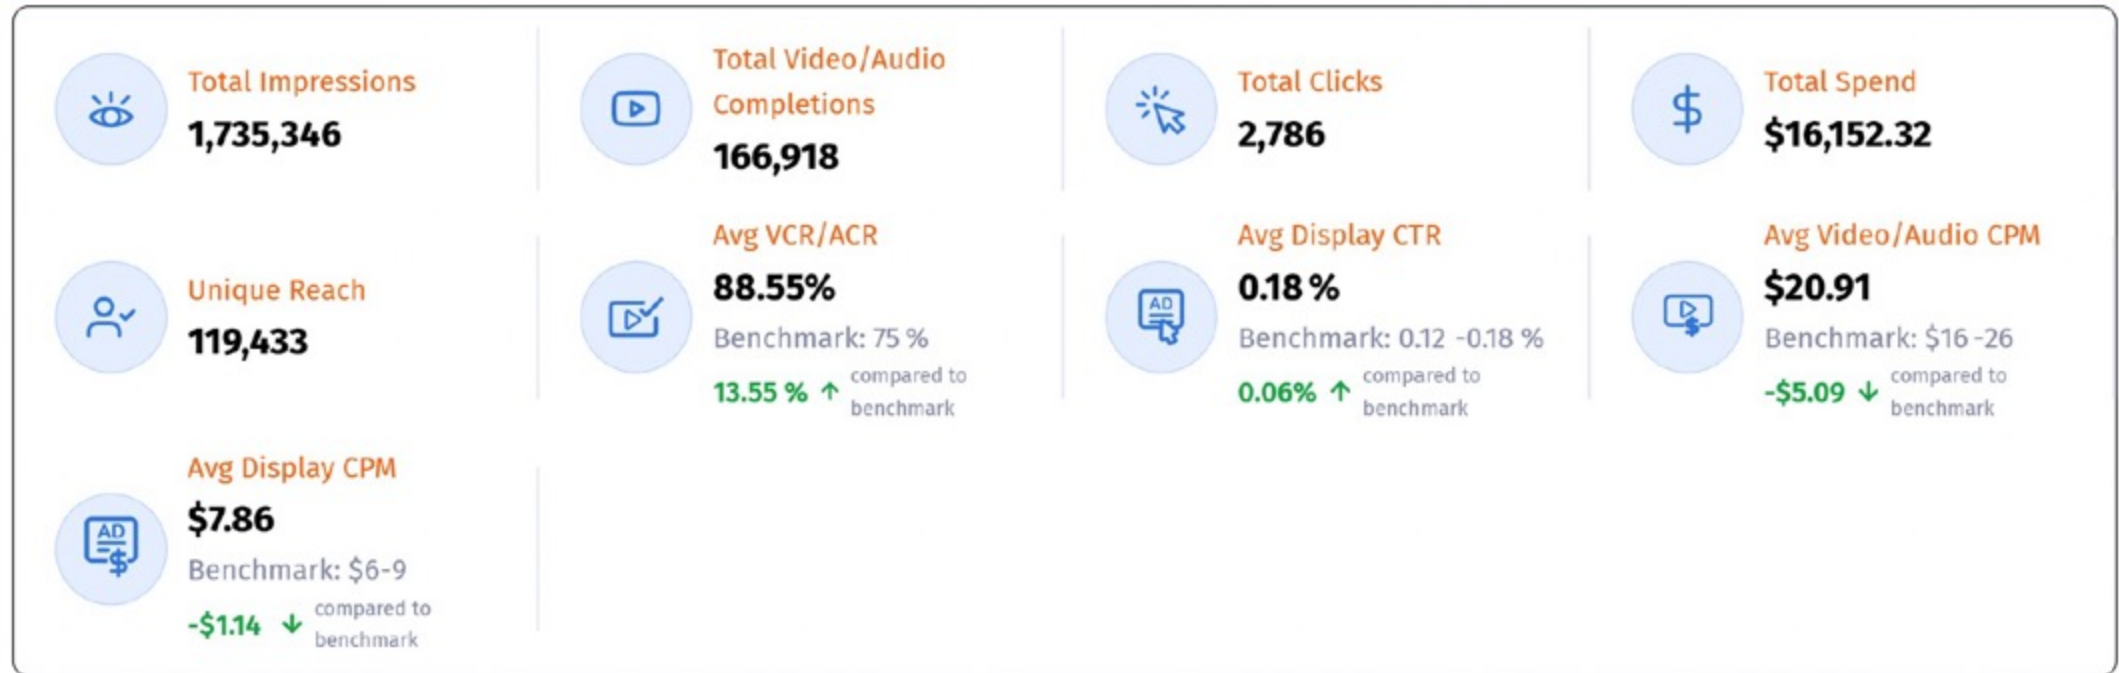 Total Impressions
1,735,346
Total Video/Audio
Completions
166,918
Total Clicks
2,786
Total Spend
$16,152.32
Unique Reach
119,433
Avg VCR/ACR
88.55%
Benchmark: 75 %
13.55 % ↑ compared to
benchmark
AD
Avg Display CTR
0.18 %
Benchmark: 0.12 -0.18 %
0.06% ↑ compared to
benchmark
Avg Video/Audio CPM
$20.91
Benchmark: $16 -26
-$5.09 ↓ compared to
benchmark
AD
Avg Display CPM
$7.86
Benchmark: $6-9
-$1.14 ↓ compared to
benchmark